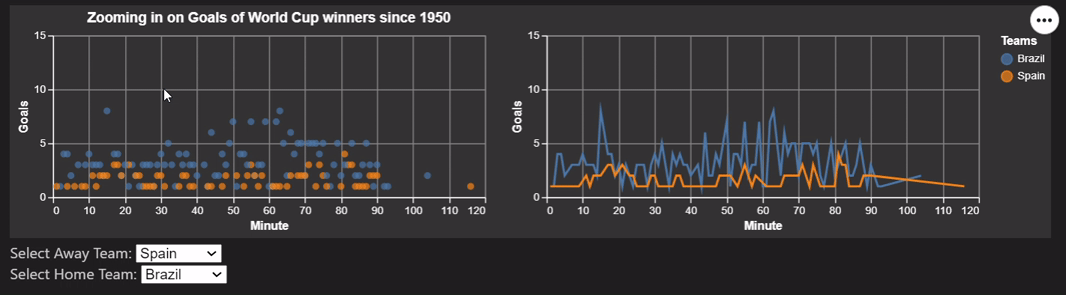 Zooming in on Goals of World Cup winners since 1950
15
10
5
0
Goals
0 10 20 30 40 50 60 70 80 90 100 110 120
Minute
15
10
5
0
Goals
0 10 20 30 40 50 60 70 80 90 100 110 120
Minute
Teams
Brazil
Spain
Select Away Team: Spain
Select Home Team: Brazil